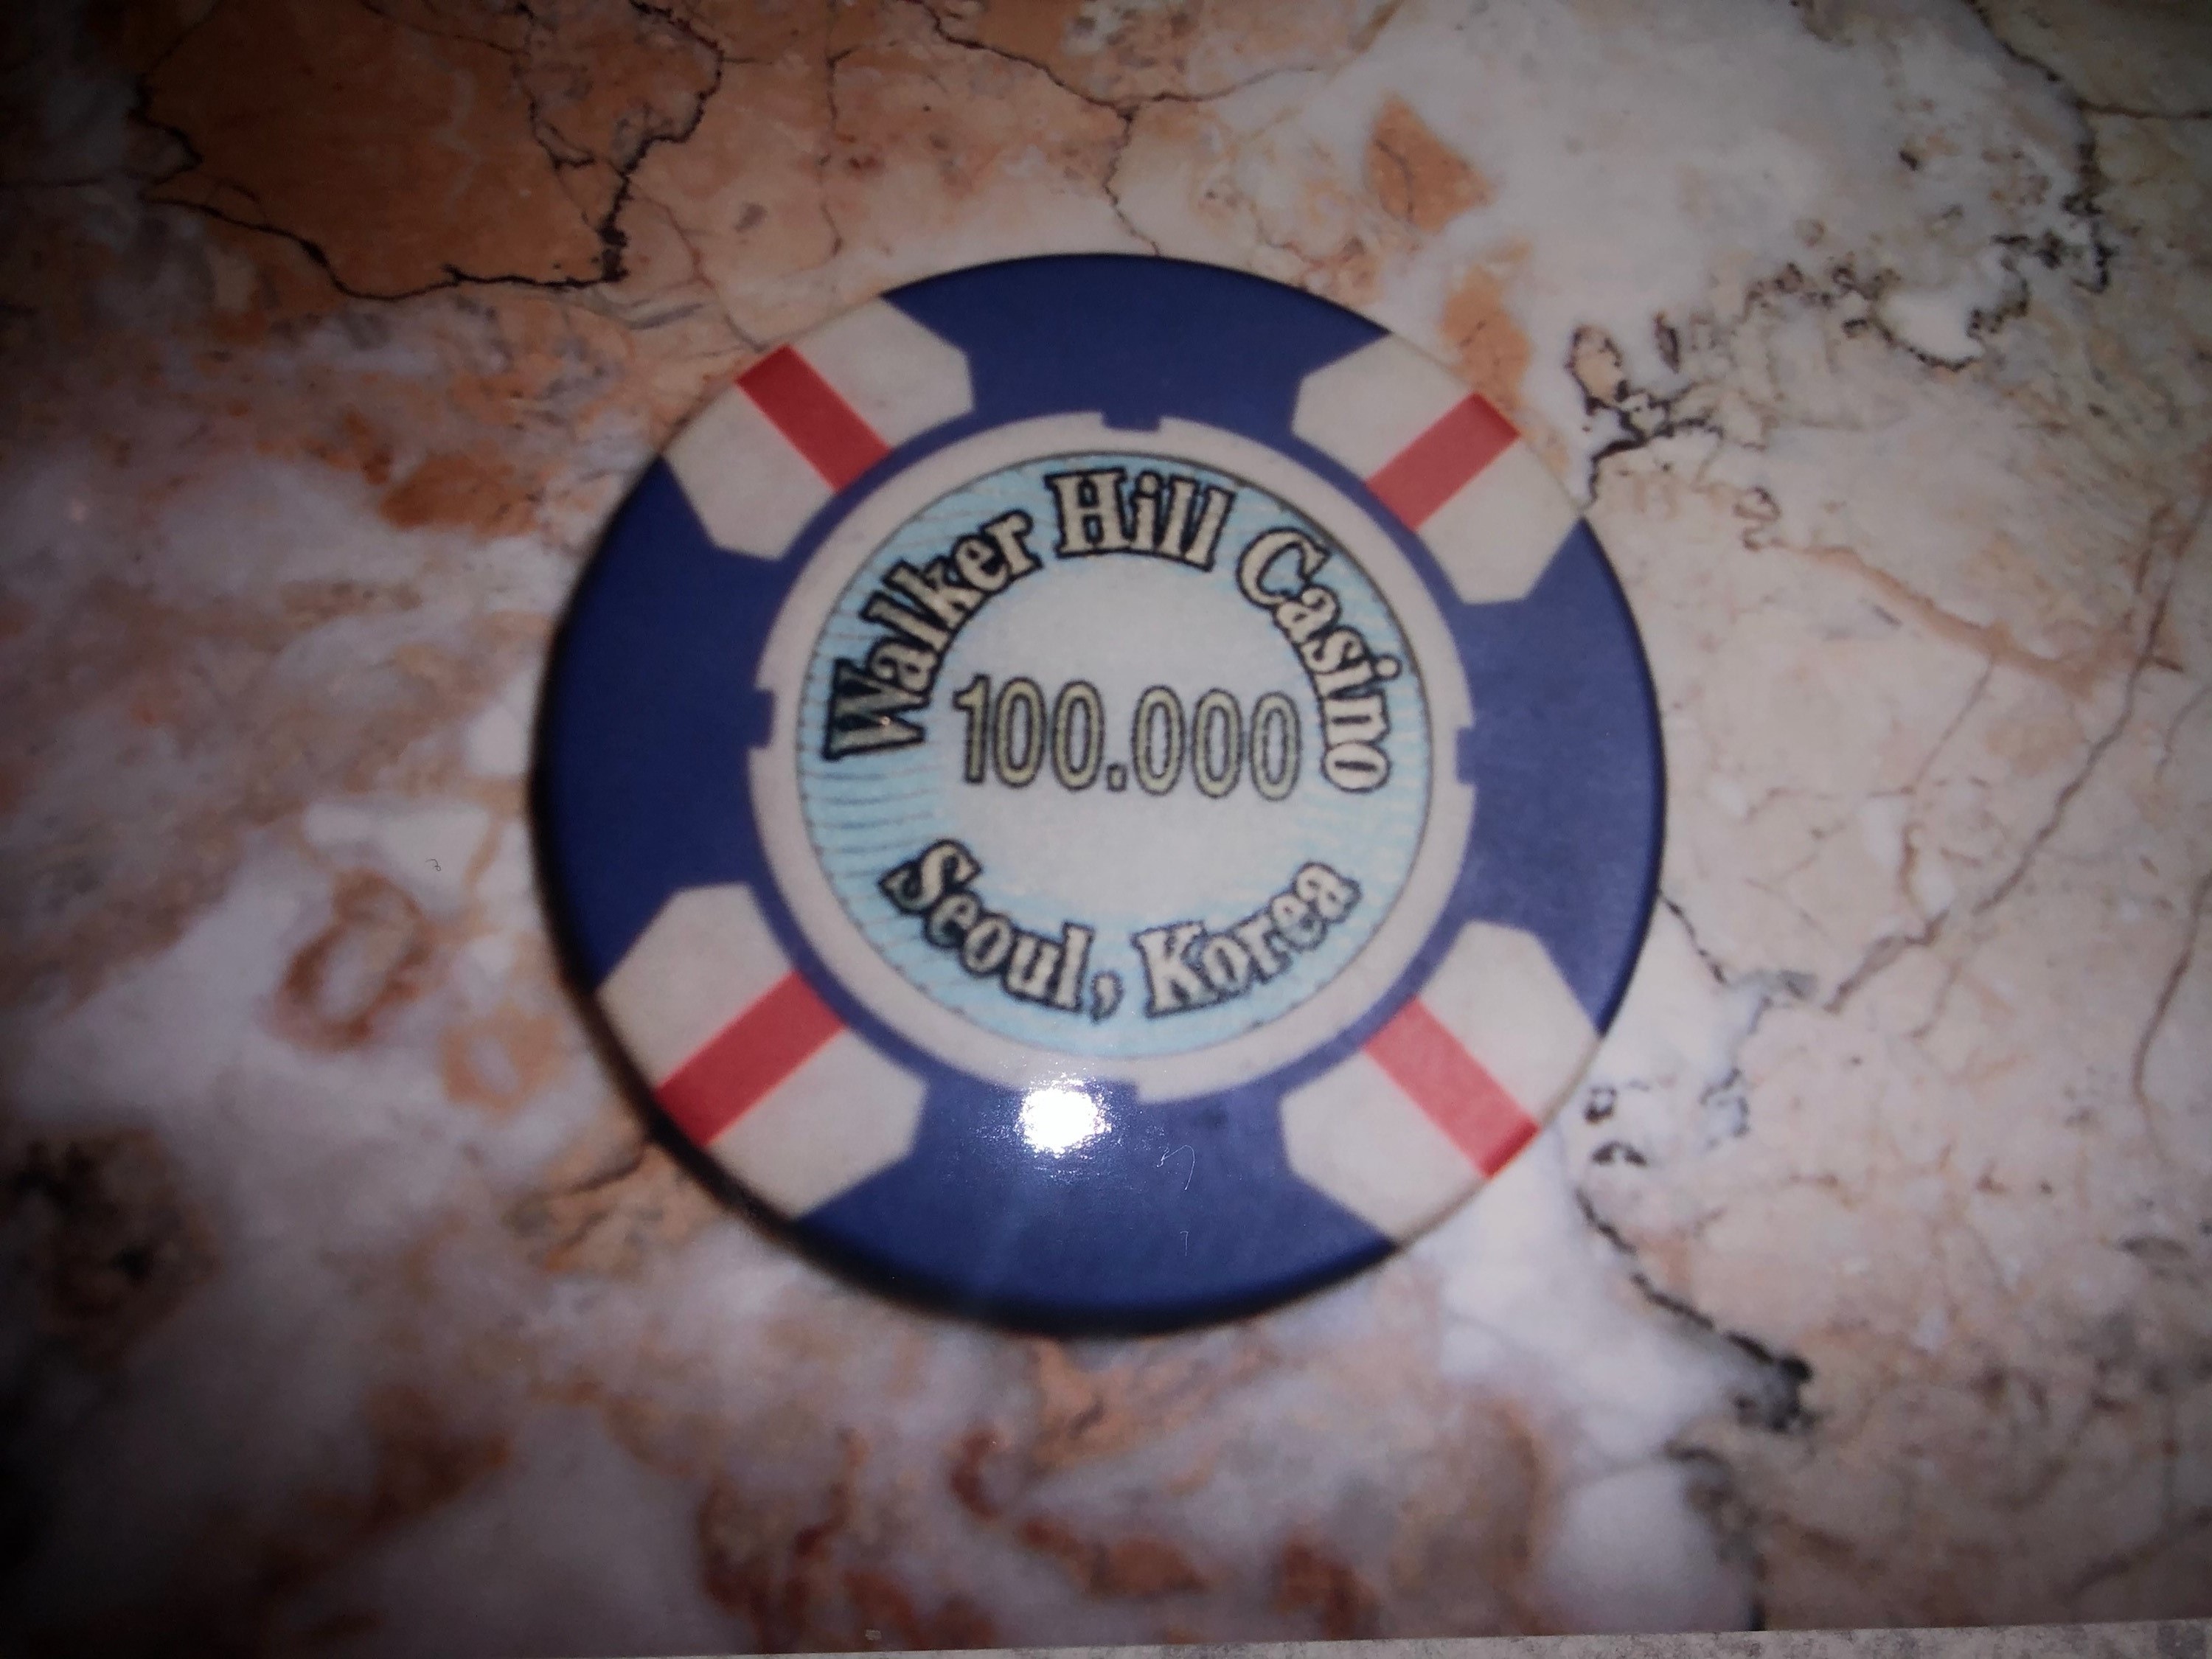 Walker Hill Casino
100.000
Seoul, Korea